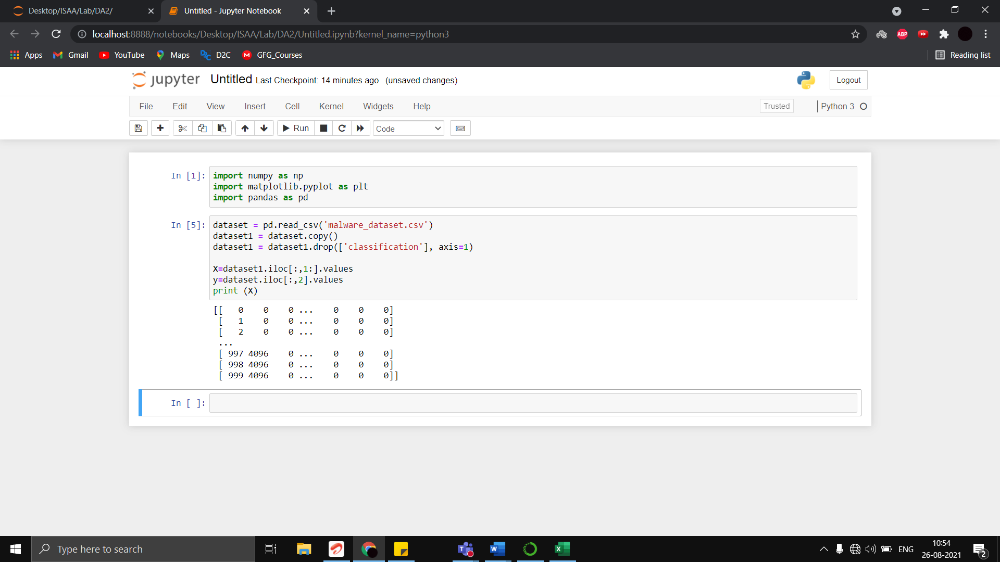 Desktop/ISAA/Lab/DA2/
Untitled - Jupyter Notebook
localhost:8888/notebooks/Desktop/ISAA/Lab/DA2/Untitled.ipynb?kernel_name=python3
ABP
Apps
Gmail
YouTube
Maps
D2C
M GFG_Courses
Reading list
jupyter Untitled Last Checkpoint: 14 minutes ago (unsaved changes)
Logout
File Edit View Insert Cell Kernel Widgets Help
Trusted
Python 3
Run
Code
In [1]:
import numpy as np
import matplotlib.pyplot as plt
import pandas as pd
In [5]:
dataset = pd.read_csv('malware_dataset.csv')
dataset1 = dataset.copy()
dataset1 = dataset1.drop(['classification'], axis=1)
X=dataset1.iloc[:,1:].values
y=dataset.iloc[:,2].values
print (X)
[[   0    0    0 ...    0    0    0]
[   1    0    0 ...    0    0    0]
[   2    0    0 ...    0    0    0]
...
[ 997 4096    0 ...    0    0    0]
[ 998 4096    0 ...    0    0    0]
[ 999 4096    0 ...    0    0    0]]
In [ ]:
Type here to search
T
W
X
ENG
10:54
26-08-2021
2